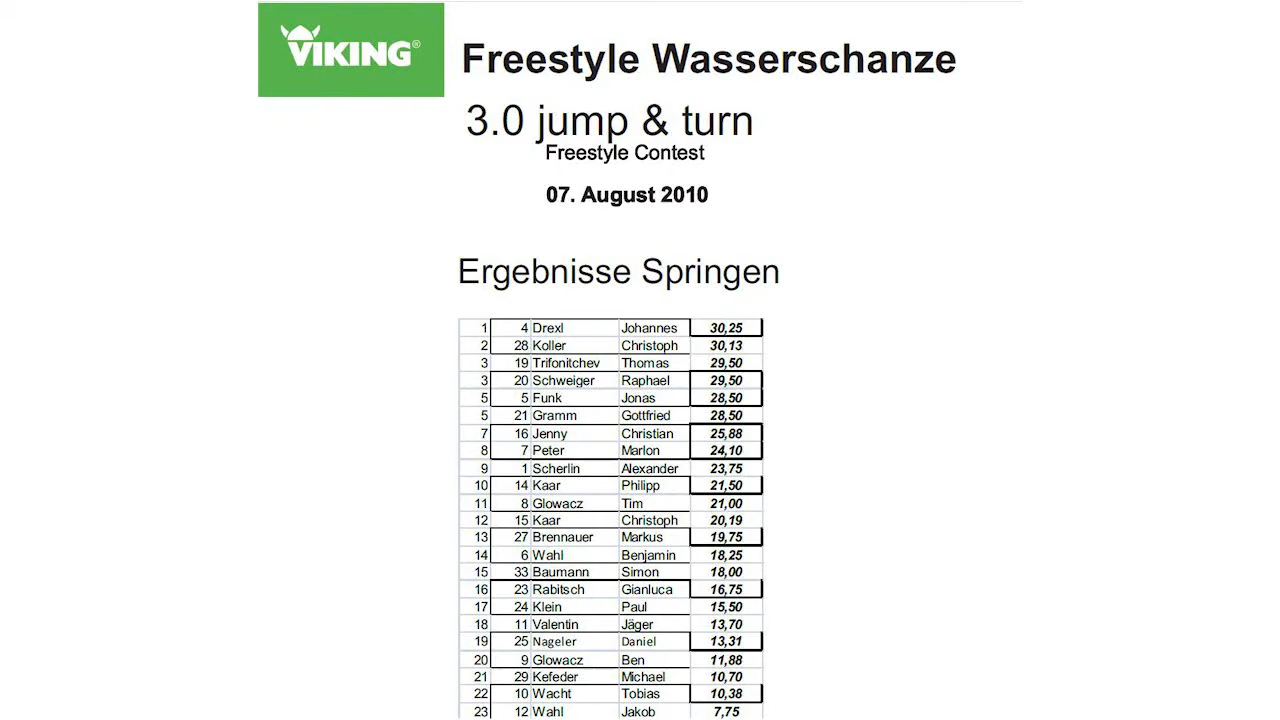 VIKING®
Freestyle Wasserschanze
3.0 jump & turn
Freestyle Contest
07. August 2010
Ergebnisse Springen
1 4 Drexl Johannes 30,25
2 28 Koller Christoph 30,13
3 19 Trifonitchev Thomas 29,50
3 20 Schweiger Raphael 29,50
5 5 Funk Jonas 28,50
5 21 Gramm Gottfried 28,50
7 16 Jenny Christian 25,88
8 7 Peter Marlon 24,10
9 1 Scherlin Alexander 23,75
10 14 Kaar Philipp 21,50
11 8 Glowacz Tim 21,00
12 15 Kaar Christoph 20,19
13 27 Brennauer Markus 19,75
14 6 Wahl Benjamin 18,25
15 33 Baumann Simon 18,00
16 23 Rabitsch Gianluca 16,75
17 24 Klein Paul 15,50
18 11 Valentin Jäger 13,70
19 25 Nageler Daniel 13,31
20 9 Glowacz Ben 11,88
21 29 Kefeder Michael 10,70
22 10 Wacht Tobias 10,38
23 12 Wahl Jakob 7,75